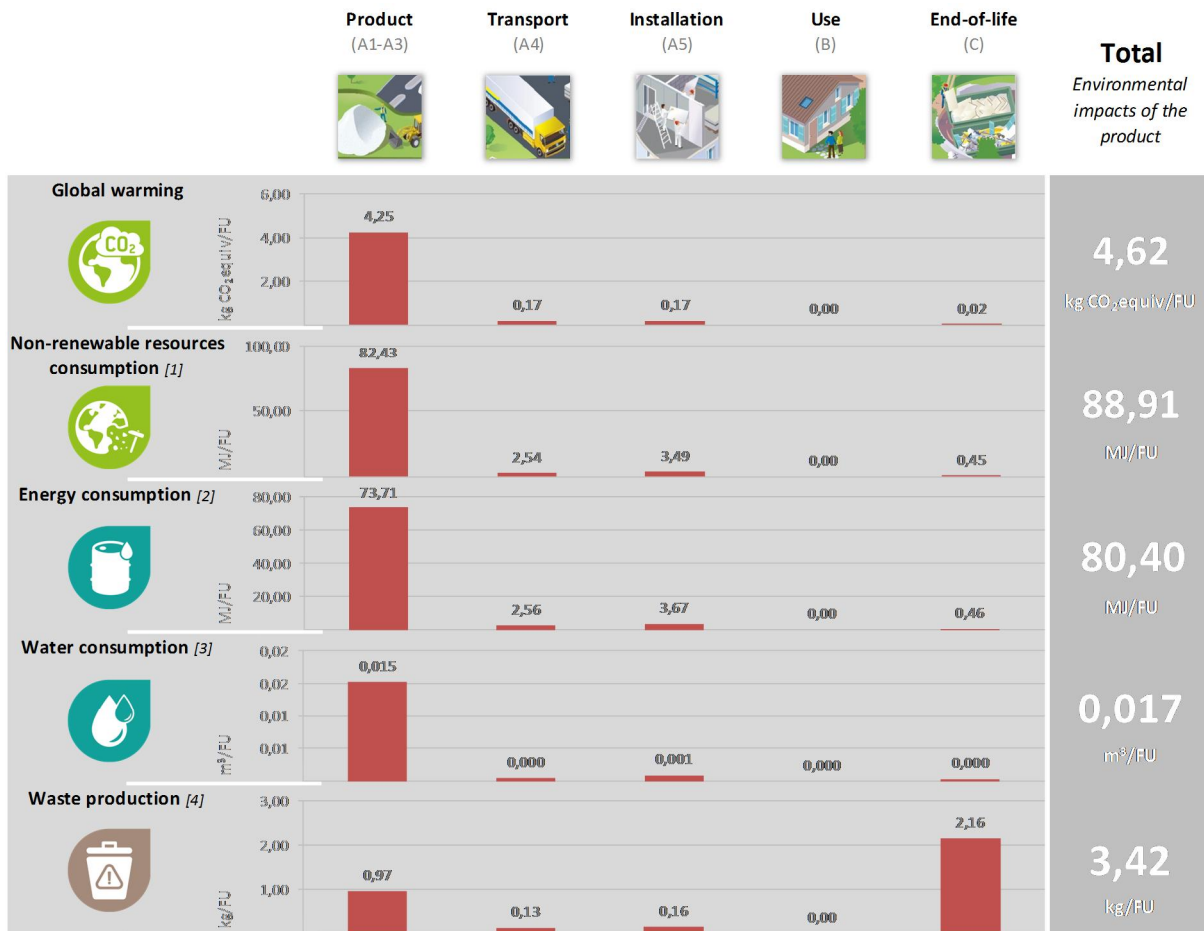 Product
(A1-A3)
Transport
(A4)
Installation
(A5)
Use
(B)
End-of-life
(C)
Total
Environmental
impacts of the
product
Global warming
CO₂
kg CO₂equiv/FU
6,00
4,00
2,00
4,25
0,17
0,17
0,00
0,02
4,62
kg CO₂equiv/FU
Non-renewable resources
consumption [1]
MJ/FU
100,00
50,00
82,43
2,54
3,49
0,00
0,45
88,91
MJ/FU
Energy consumption [2]
MJ/FU
80,00
60,00
40,00
20,00
73,71
2,56
3,67
0,00
0,46
80,40
MJ/FU
Water consumption [3]
m³/FU
0,02
0,02
0,01
0,01
0,015
0,000
0,001
0,000
0,000
0,017
m³/FU
Waste production [4]
kg/FU
3,00
2,00
1,00
0,97
0,13
0,16
0,00
2,16
3,42
kg/FU